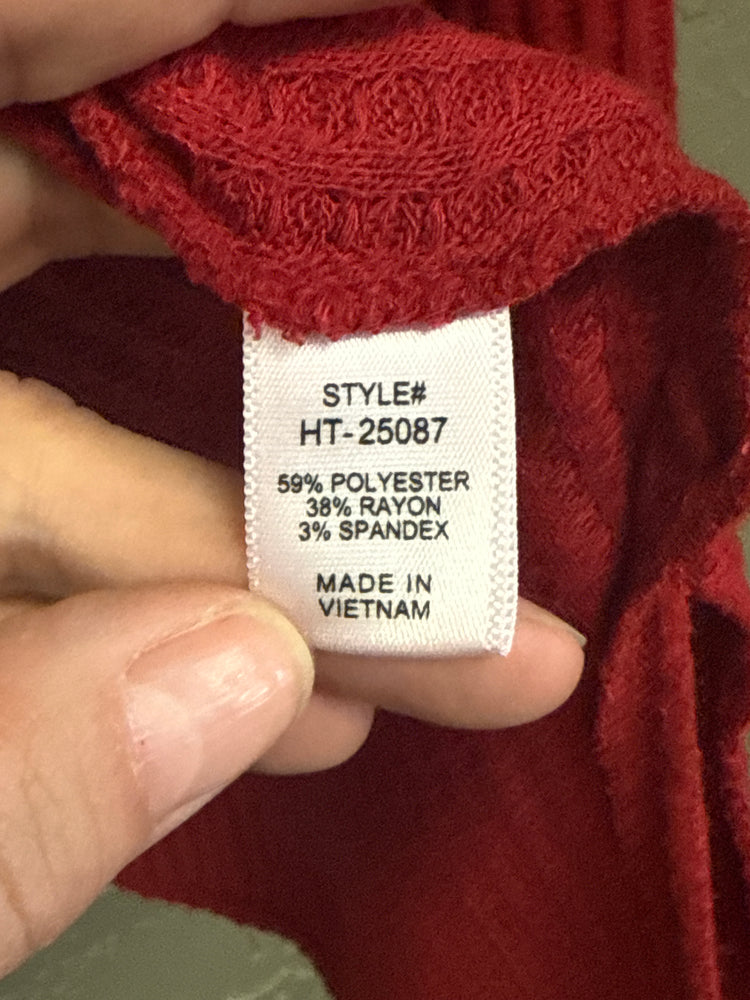 STYLE#
HT-25087
59% POLYESTER
38% RAYON
3% SPANDEX
MADE IN
VIETNAM